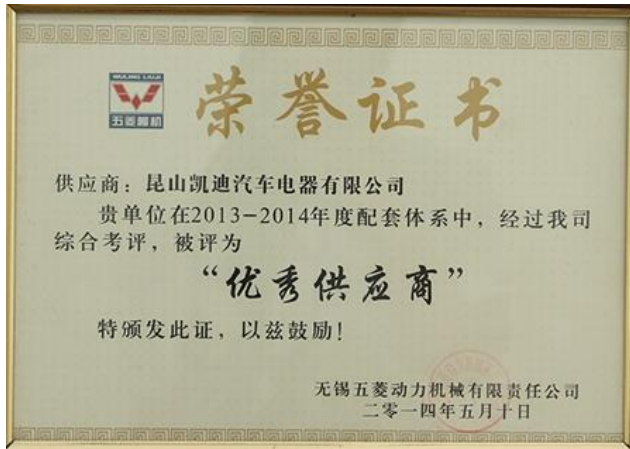 WULING LIUJI
五菱柳机
荣誉证书
供应商：昆山凯迪汽车电器有限公司
贵单位在2013-2014年度配套体系中，经过我司
综合考评，被评为
“优秀供应商”
特颁发此证，以兹鼓励！
无锡五菱动力机械有限责任公司
二零一四年五月十日